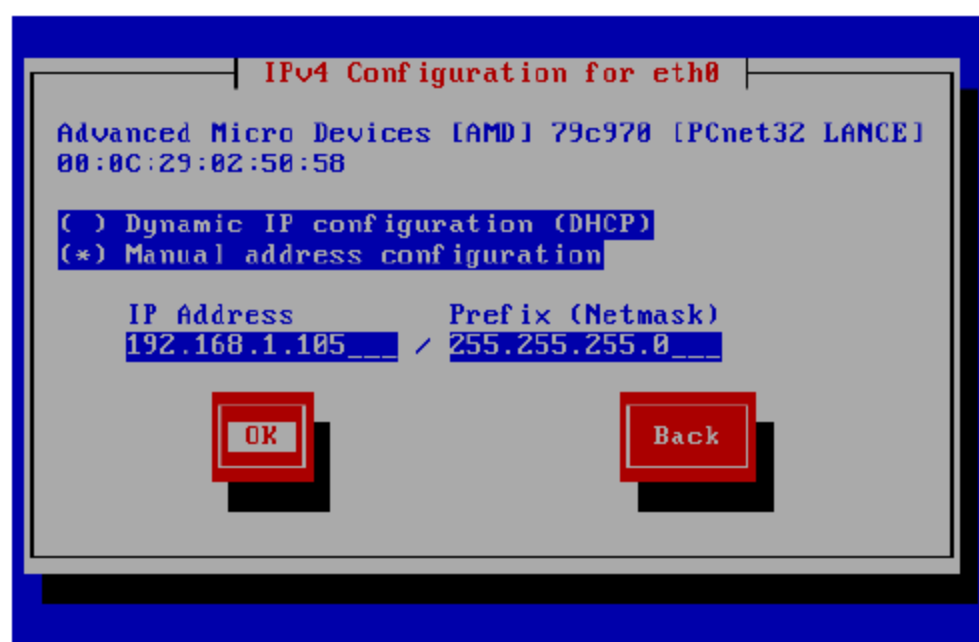 IPv4 Configuration for eth0
Advanced Micro Devices [AMD] 79c970 [PCnet32 LANCE]
00:0C:29:02:50:58
( ) Dynamic IP configuration (DHCP)
(*) Manual address configuration
IP Address Prefix (Netmask)
192.168.1.105___ / 255.255.255.0___
OK Back